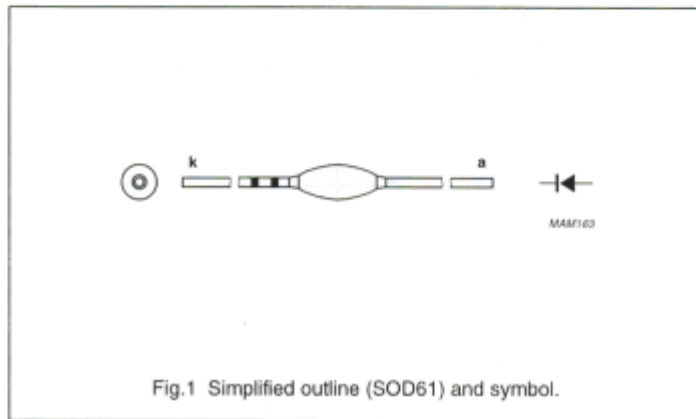 k
a
MAM163
Fig.1 Simplified outline (SOD61) and symbol.